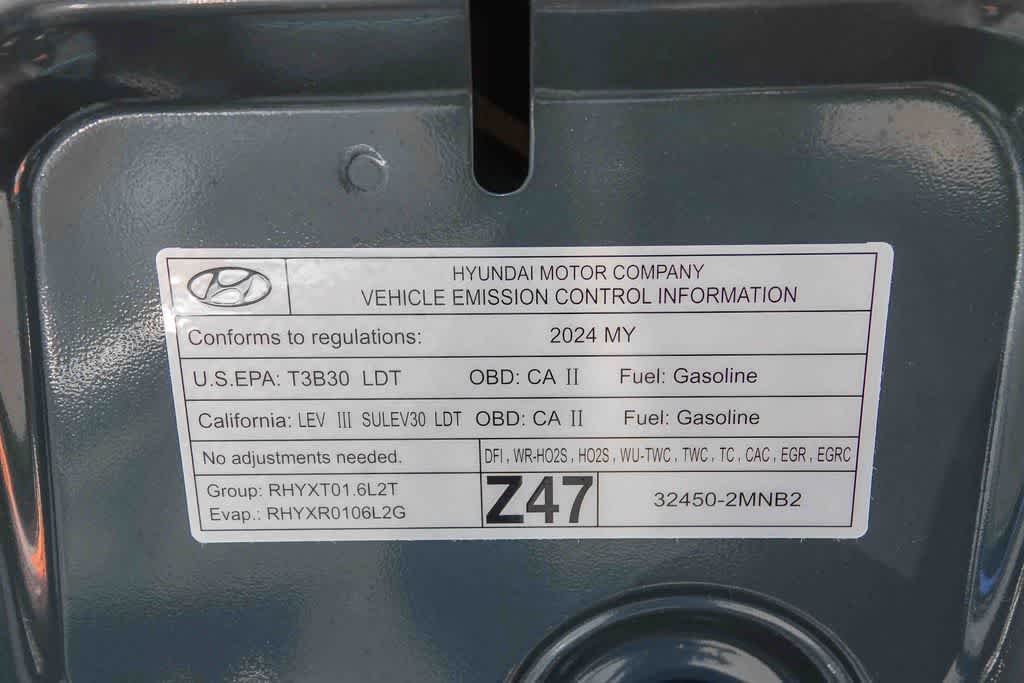 HYUNDAI MOTOR COMPANY
VEHICLE EMISSION CONTROL INFORMATION
Conforms to regulations: 2024 MY
U.S.EPA: T3B30 LDT OBD: CA II Fuel: Gasoline
California: LEV III SULEV30 LDT OBD: CA II Fuel: Gasoline
No adjustments needed. DFI , WR-HO2S , HO2S , WU-TWC , TWC , TC , CAC , EGR , EGRC
Group: RHYXT01.6L2T
Evap.: RHYXR0106L2G
Z47
32450-2MNB2